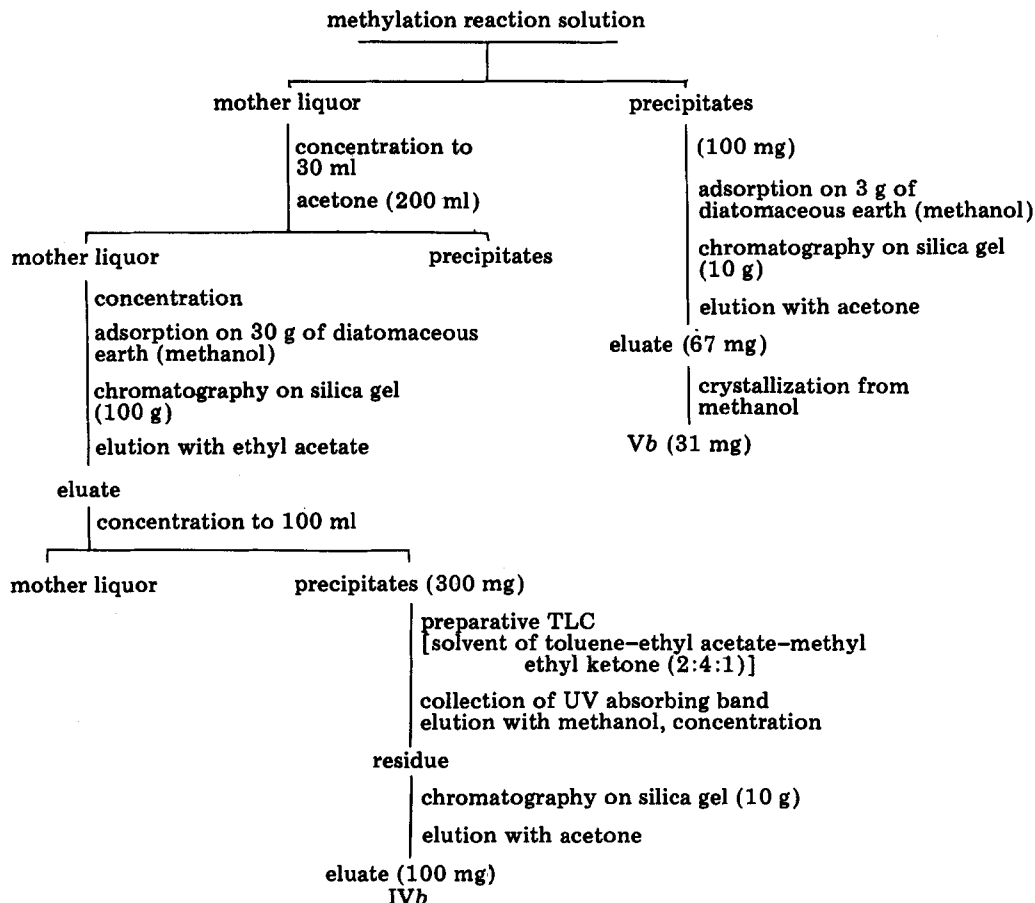 methylation reaction solution
mother liquor
precipitates
concentration to
30 ml
acetone (200 ml)
(100 mg)
adsorption on 3 g of
diatomaceous earth (methanol)
chromatography on silica gel
(10 g)
elution with acetone
eluate (67 mg)
crystallization from
methanol
Vb (31 mg)
mother liquor
precipitates
concentration
adsorption on 30 g of diatomaceous
earth (methanol)
chromatography on silica gel
(100 g)
elution with ethyl acetate
eluate
concentration to 100 ml
mother liquor
precipitates (300 mg)
preparative TLC
[solvent of toluene–ethyl acetate–methyl
ethyl ketone (2:4:1)]
collection of UV absorbing band
elution with methanol, concentration
residue
chromatography on silica gel (10 g)
elution with acetone
eluate (100 mg)
IVb